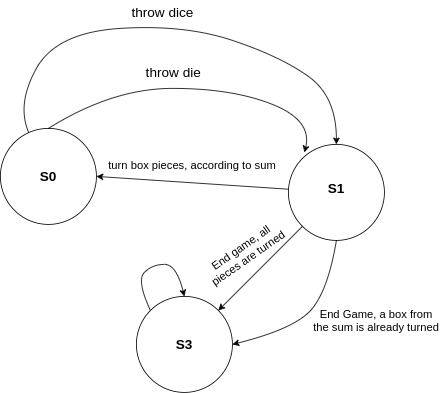 throw dice
throw die
turn box pieces, according to sum
S0
S1
End game, all
pieces are turned
End Game, a box from
the sum is already turned
S3